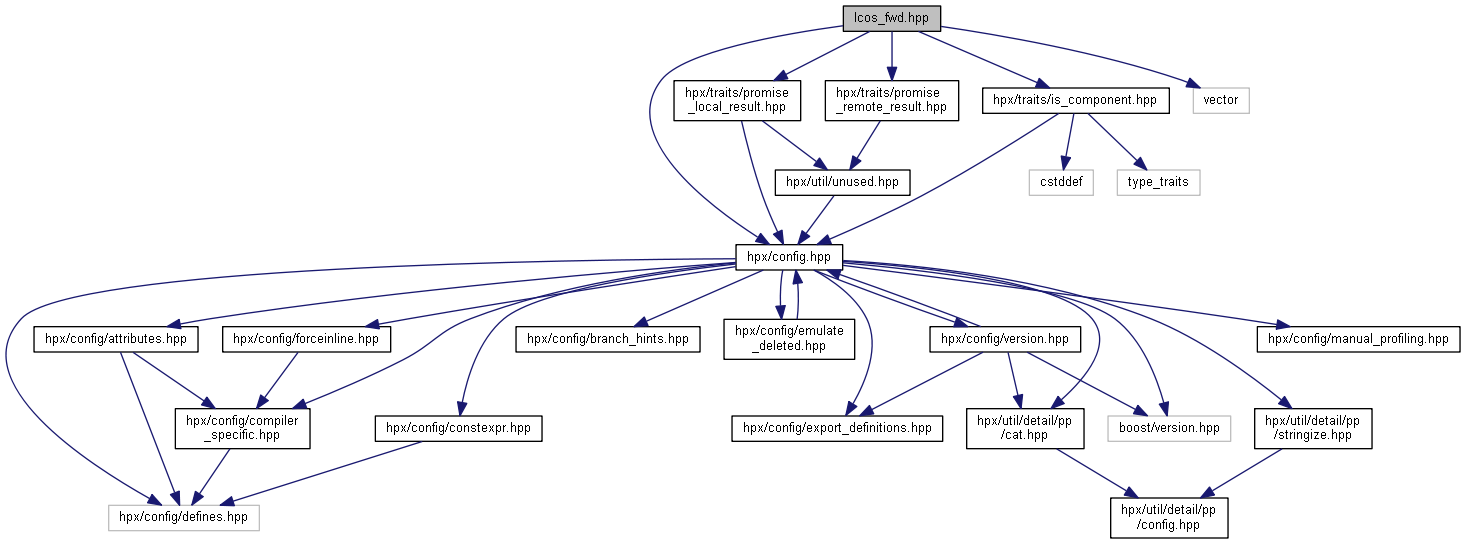 lcos_fwd.hpp
hpx/traits/promise
_local_result.hpp
hpx/traits/promise
_remote_result.hpp
hpx/traits/is_component.hpp
vector
hpx/util/unused.hpp
cstddef
type_traits
hpx/config.hpp
hpx/config/attributes.hpp
hpx/config/forceinline.hpp
hpx/config/branch_hints.hpp
hpx/config/emulate
_deleted.hpp
hpx/config/version.hpp
hpx/config/manual_profiling.hpp
hpx/config/compiler
_specific.hpp
hpx/config/constexpr.hpp
hpx/config/export_definitions.hpp
hpx/util/detail/pp
/cat.hpp
boost/version.hpp
hpx/util/detail/pp
/stringize.hpp
hpx/config/defines.hpp
hpx/util/detail/pp
/config.hpp